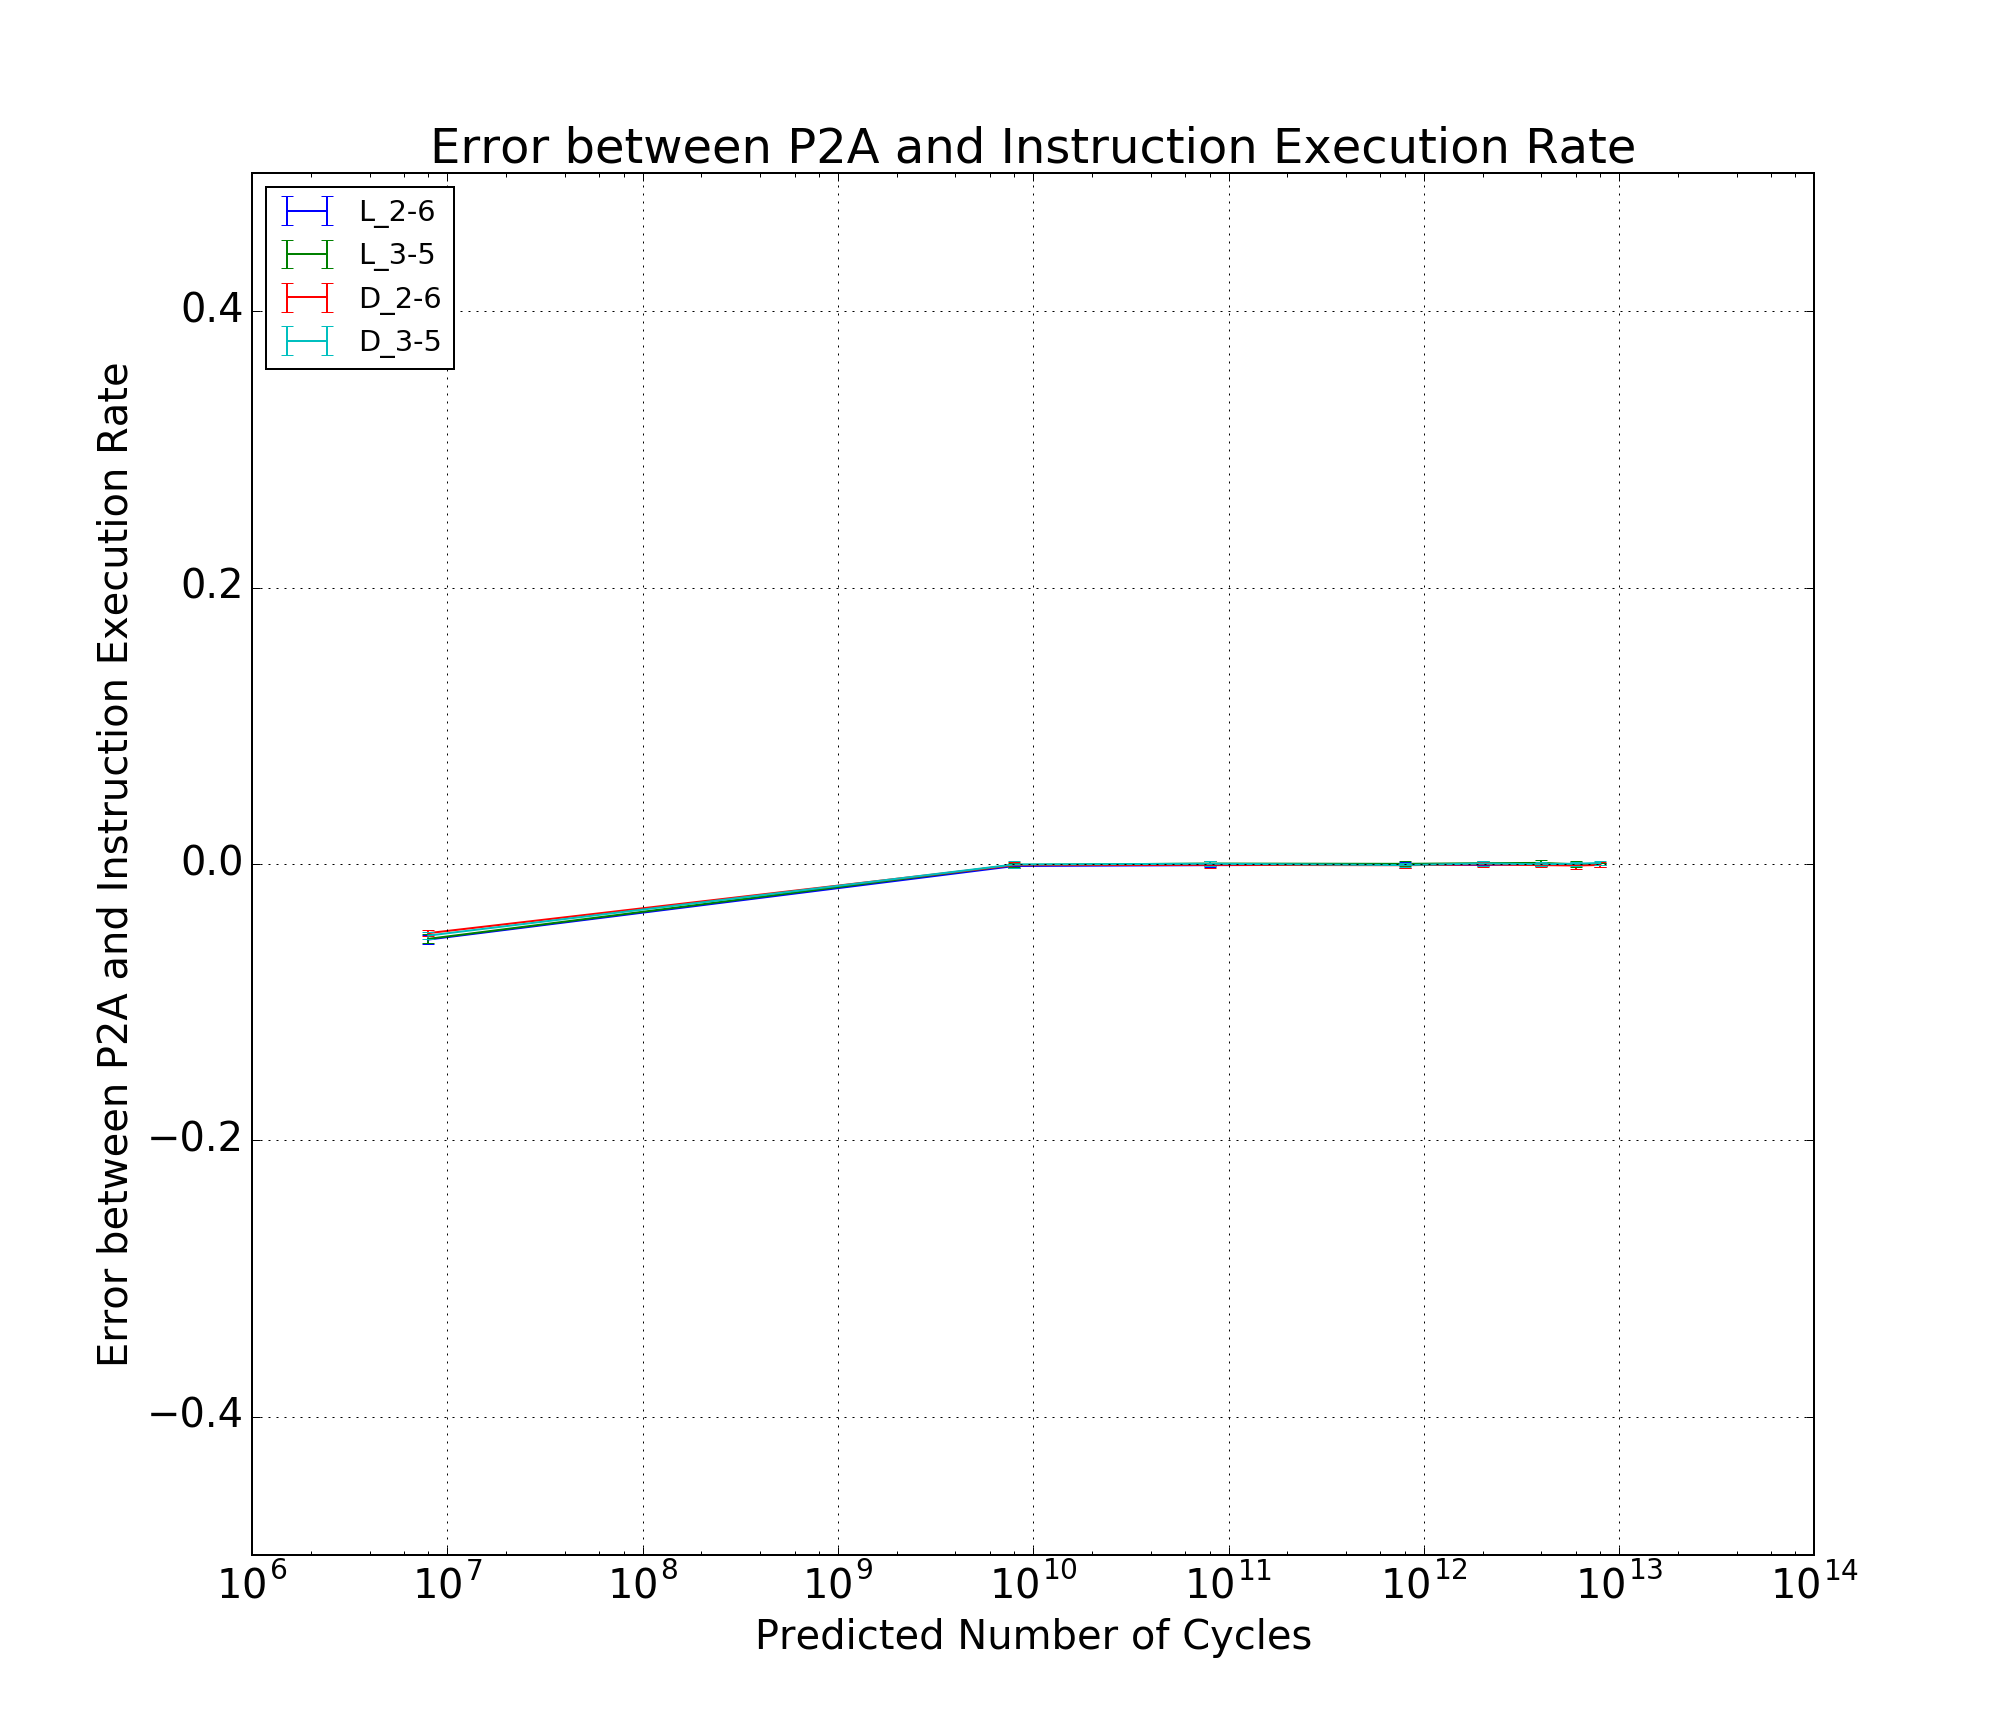 Error between P2A and Instruction Execution Rate
L_2-6
L_3-5
D_2-6
D_3-5
Error between P2A and Instruction Execution Rate
0.4
0.2
0.0
−0.2
−0.4
10^6 10^7 10^8 10^9 10^10 10^11 10^12 10^13 10^14
Predicted Number of Cycles